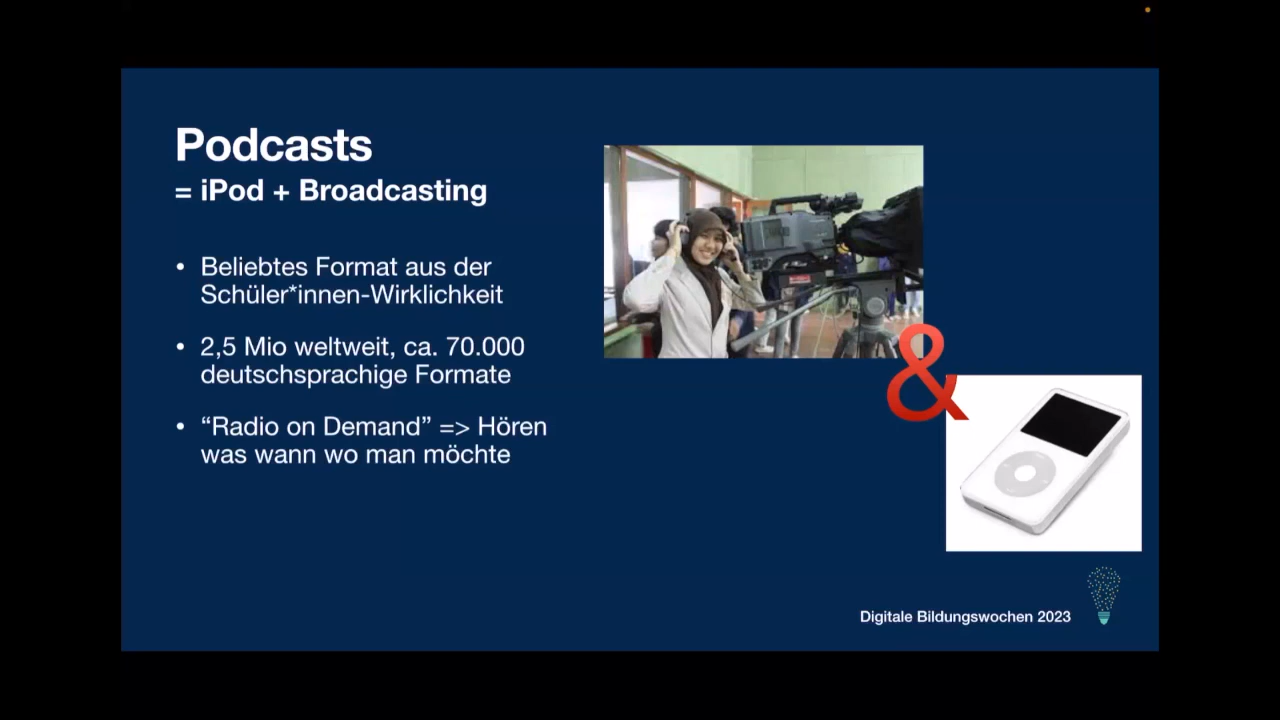 Podcasts
= iPod + Broadcasting
• Beliebtes Format aus der
Schüler*innen-Wirklichkeit
• 2,5 Mio weltweit, ca. 70.000
deutschsprachige Formate
• “Radio on Demand” => Hören
was wann wo man möchte
&
Digitale Bildungswochen 2023